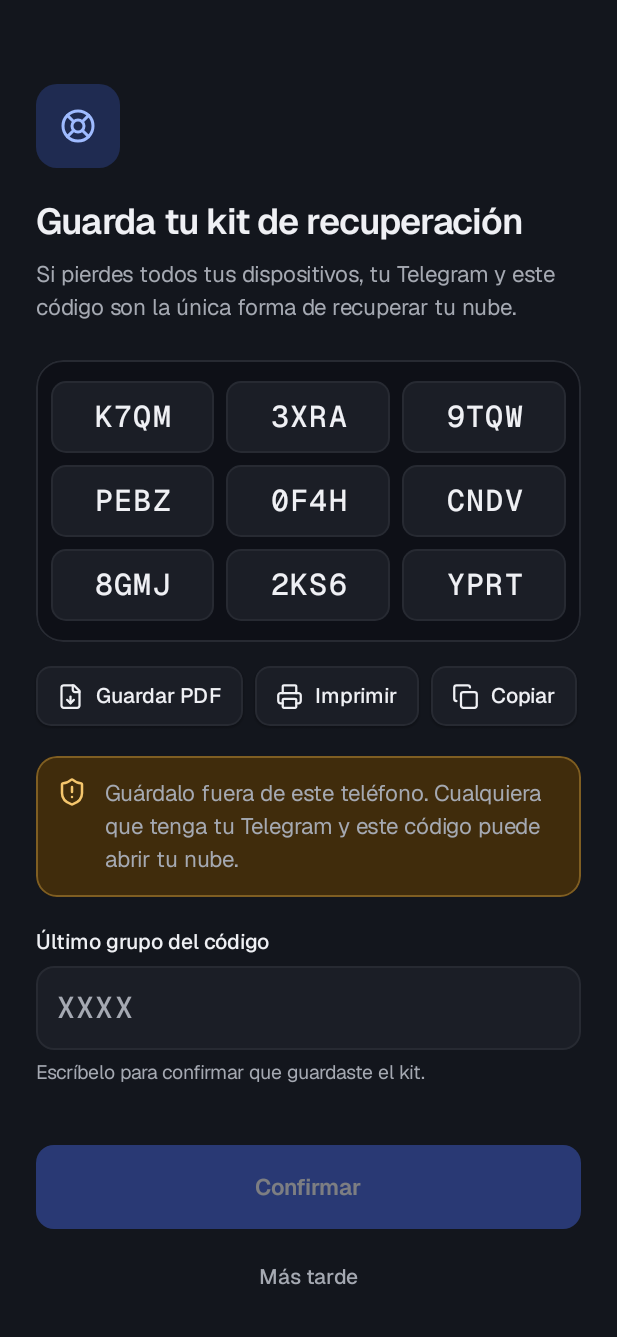 Guarda tu kit de recuperación
Si pierdes todos tus dispositivos, tu Telegram y este
código son la única forma de recuperar tu nube.
K7QM 3XRA 9TQW
PEBZ 0F4H CNDV
8GMJ 2KS6 YPRT
Guardar PDF Imprimir Copiar
Guárdalo fuera de este teléfono. Cualquiera
que tenga tu Telegram y este código puede
abrir tu nube.
Último grupo del código
XXXX
Escríbelo para confirmar que guardaste el kit.
Confirmar
Más tarde